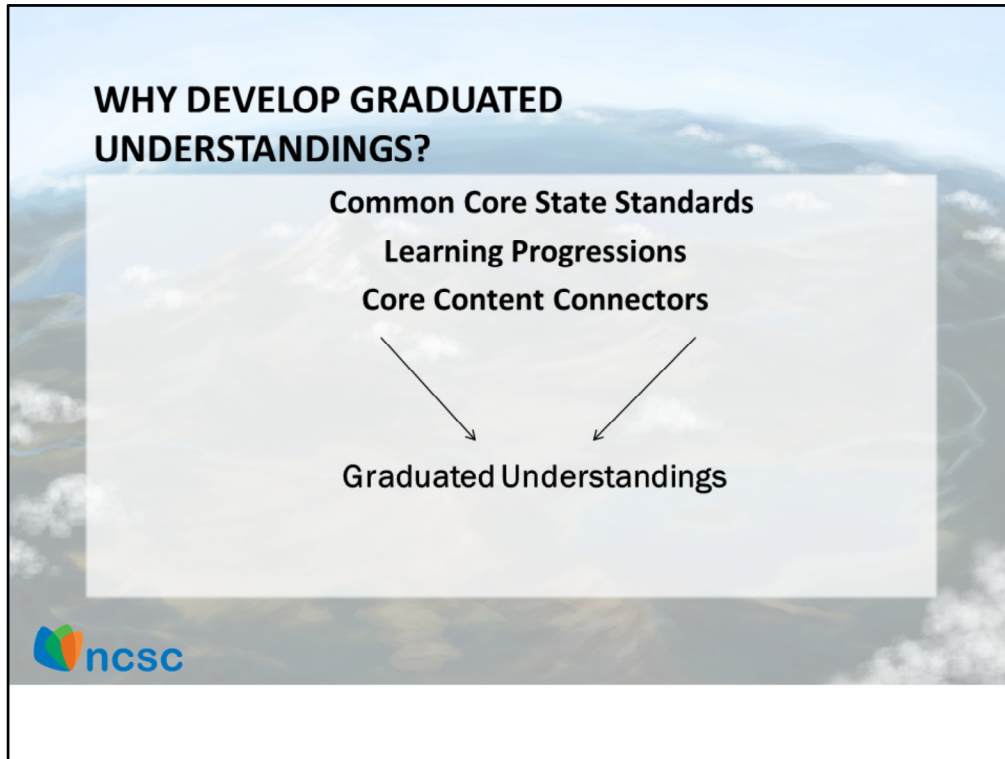 WHY DEVELOP GRADUATED
UNDERSTANDINGS?
Common Core State Standards
Learning Progressions
Core Content Connectors
Graduated Understandings
ncsc